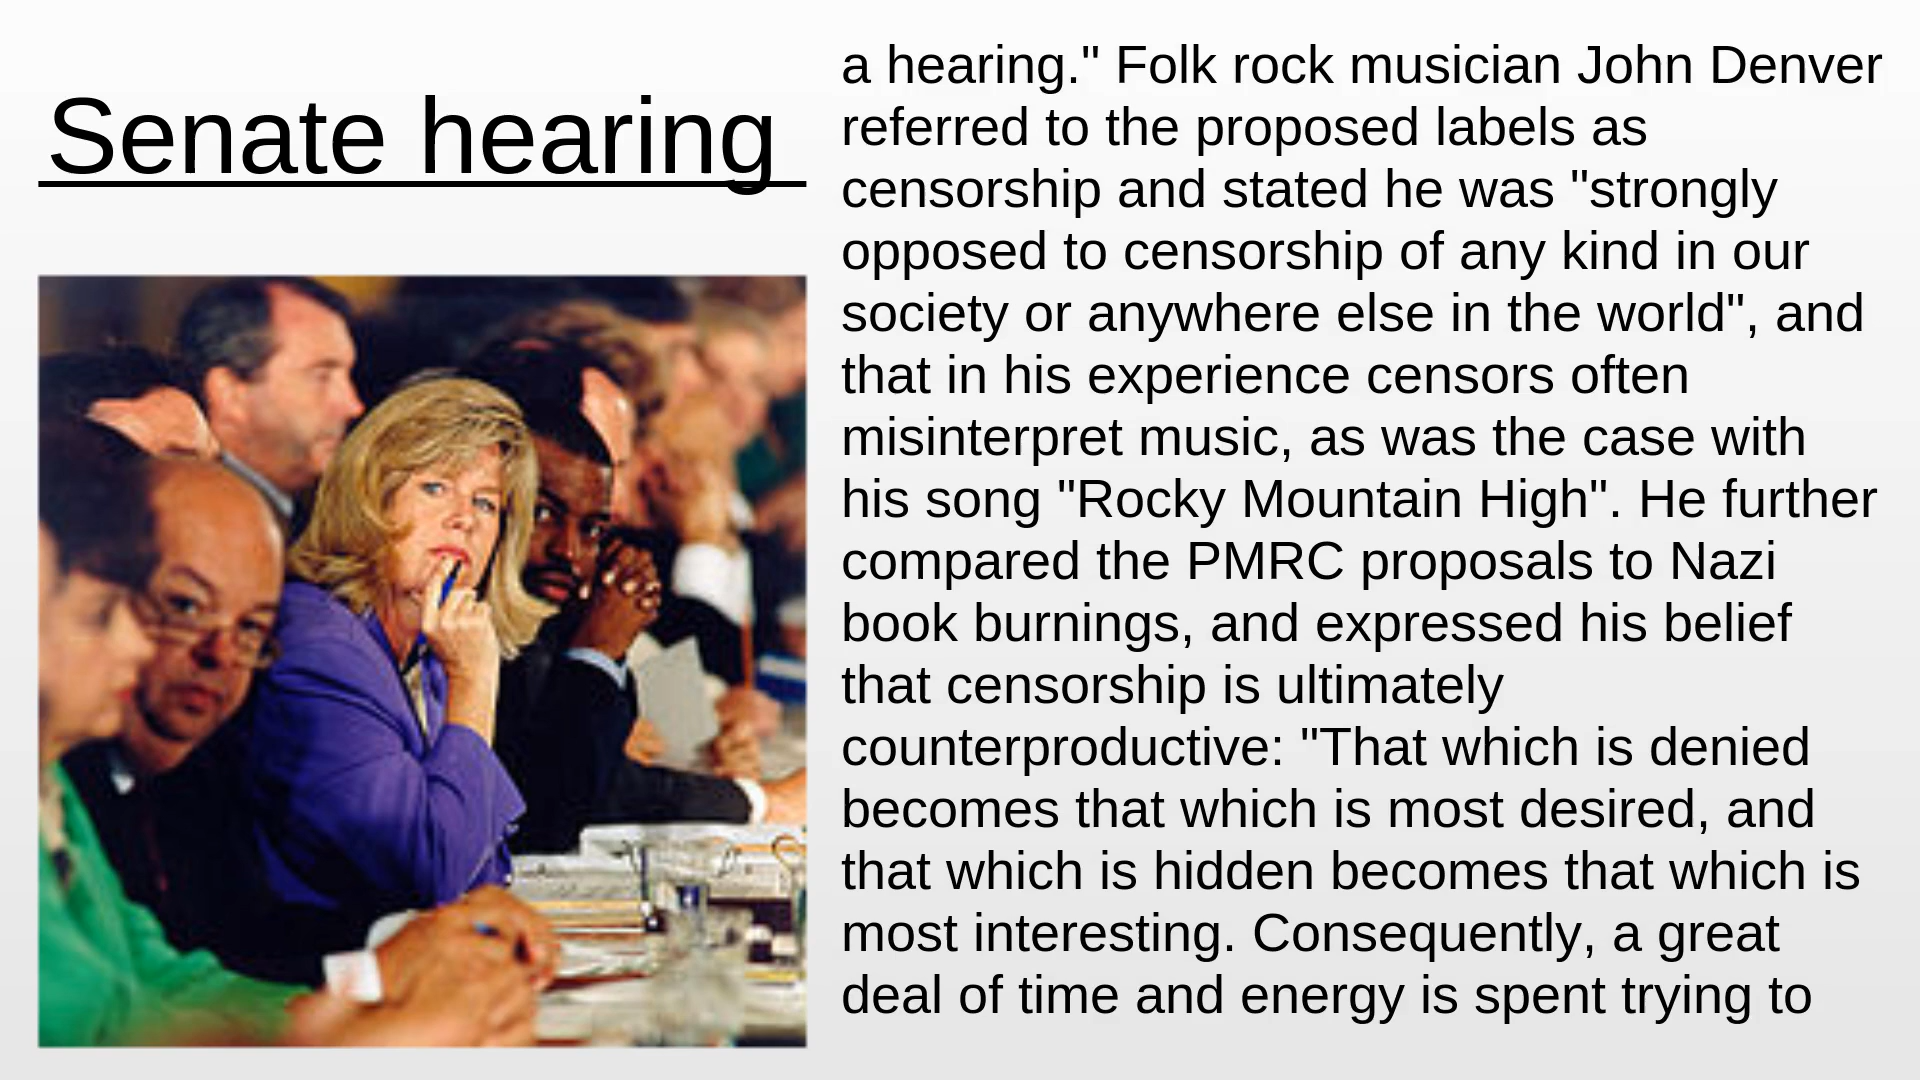 Senate hearing
a hearing." Folk rock musician John Denver
referred to the proposed labels as
censorship and stated he was "strongly
opposed to censorship of any kind in our
society or anywhere else in the world", and
that in his experience censors often
misinterpret music, as was the case with
his song "Rocky Mountain High". He further
compared the PMRC proposals to Nazi
book burnings, and expressed his belief
that censorship is ultimately
counterproductive: "That which is denied
becomes that which is most desired, and
that which is hidden becomes that which is
most interesting. Consequently, a great
deal of time and energy is spent trying to